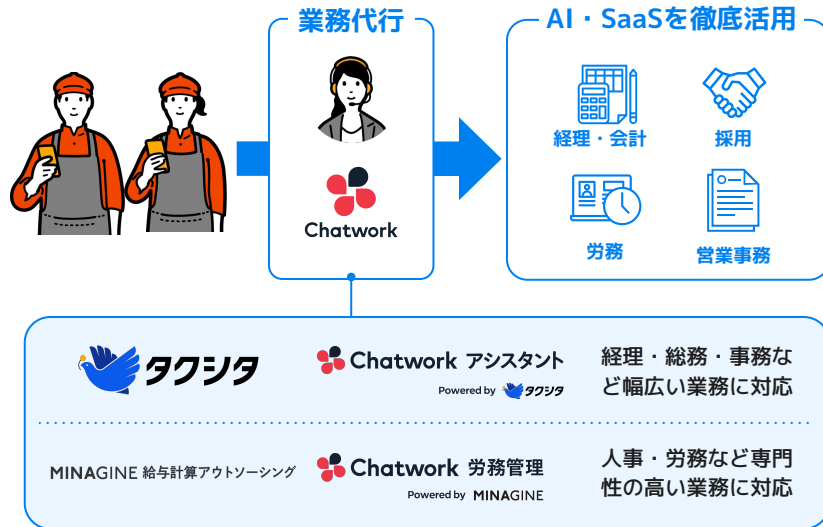 業務代行
AI・SaaSを徹底活用
Chatwork
経理・会計
採用
労務
営業事務
タクシタ
Chatwork アシスタント
Powered by タクシタ
経理・総務・事務な
ど幅広い業務に対応
MINAGINE 給与計算アウトソーシング
Chatwork 労務管理
Powered by MINAGINE
人事・労務など専門
性の高い業務に対応